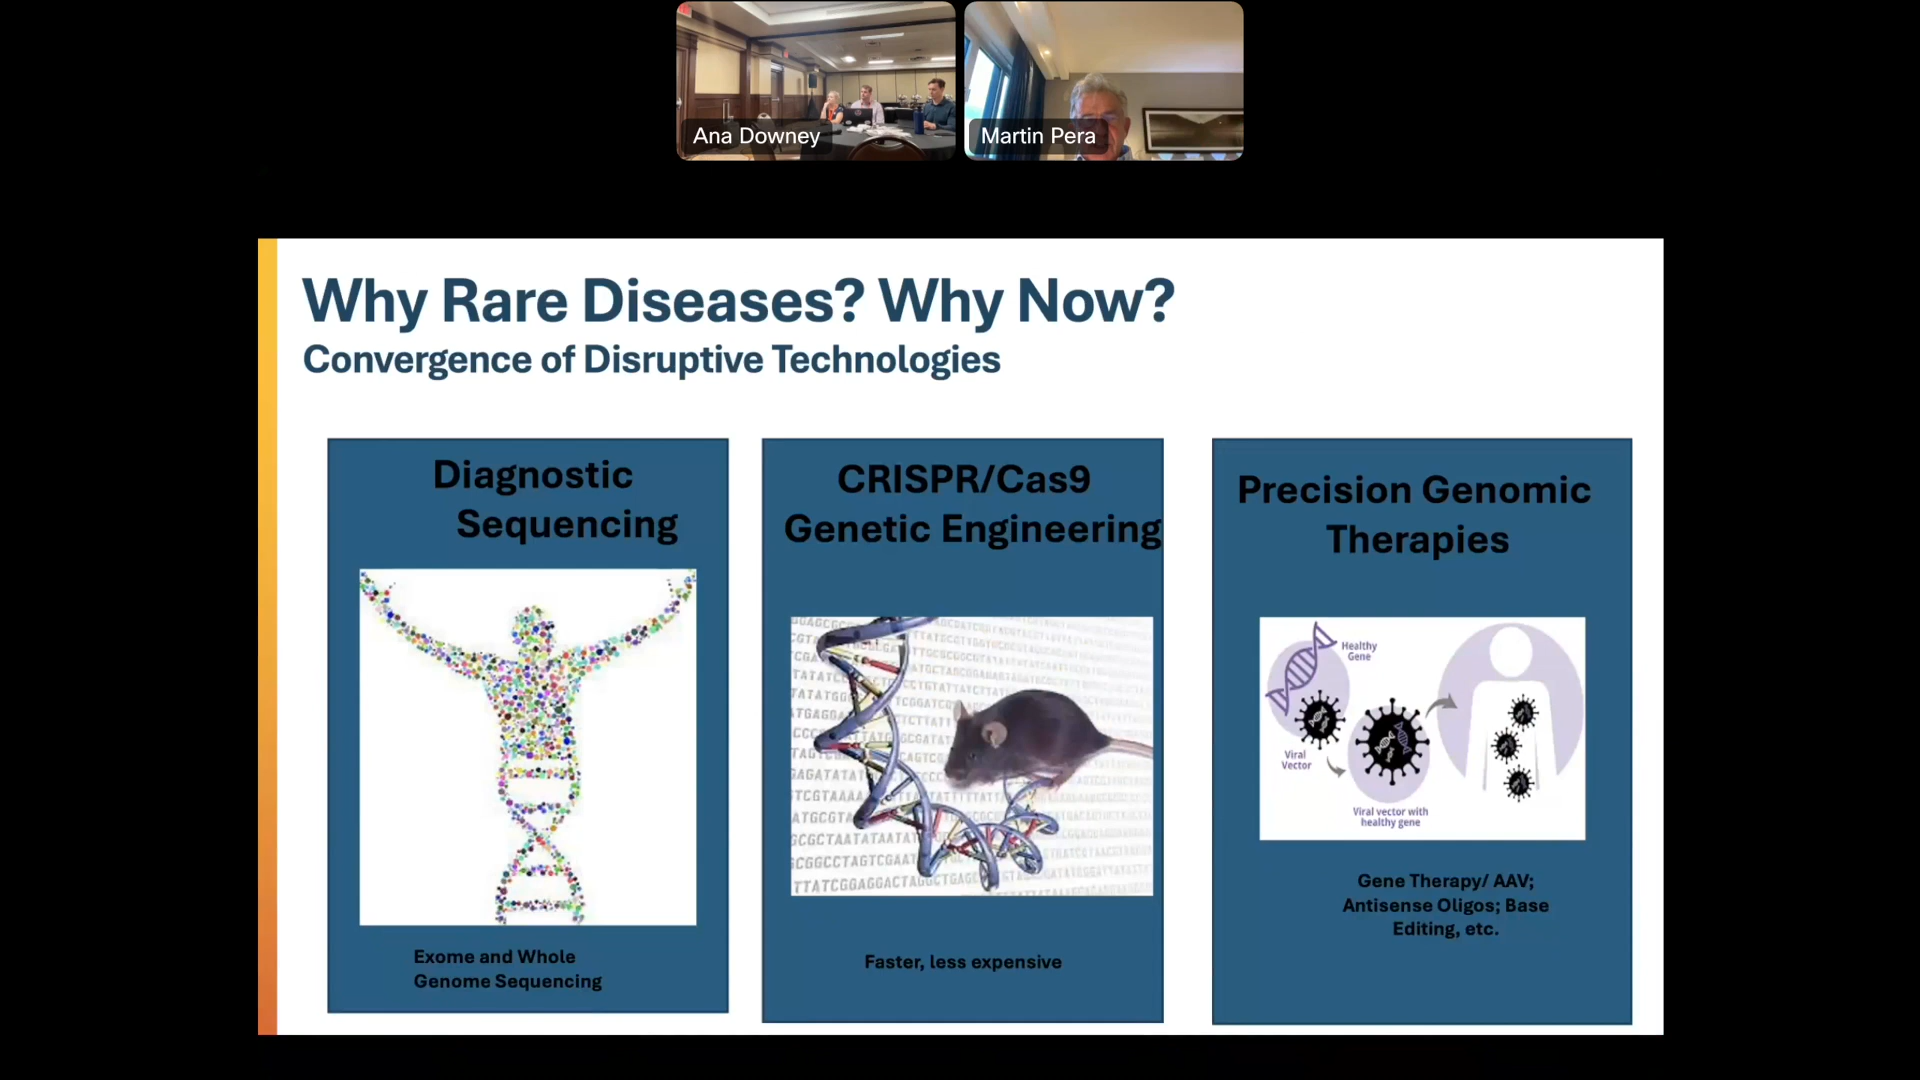 Ana Downey
Martin Pera
Why Rare Diseases? Why Now?
Convergence of Disruptive Technologies
Diagnostic
Sequencing
Exome and Whole
Genome Sequencing
CRISPR/Cas9
Genetic Engineering
Faster, less expensive
Precision Genomic
Therapies
Healthy
Gene
Viral
Vector
Viral vector with
healthy gene
Gene Therapy/ AAV;
Antisense Oligos; Base
Editing, etc.